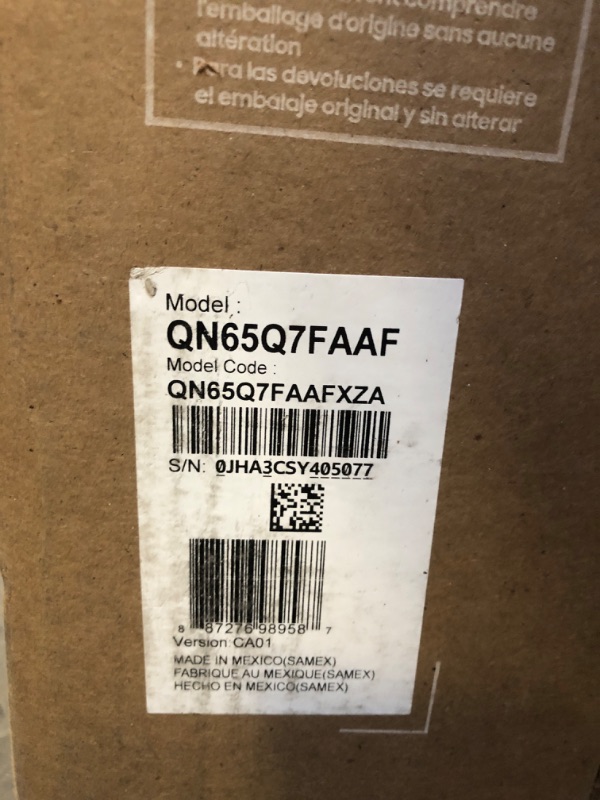 comprendre
l'emballage d'origine sans aucune
altération
• Para las devoluciones se requiere
el embalaje original y sin alterar
Model :
QN65Q7FAAF
Model Code :
QN65Q7FAAFXZA
S/N: 0JHA3CSY405077
8 87276 98958 7
Version: CA01
MADE IN MEXICO(SAMEX)
FABRIQUE AU MEXIQUE(SAMEX)
HECHO EN MEXICO(SAMEX)